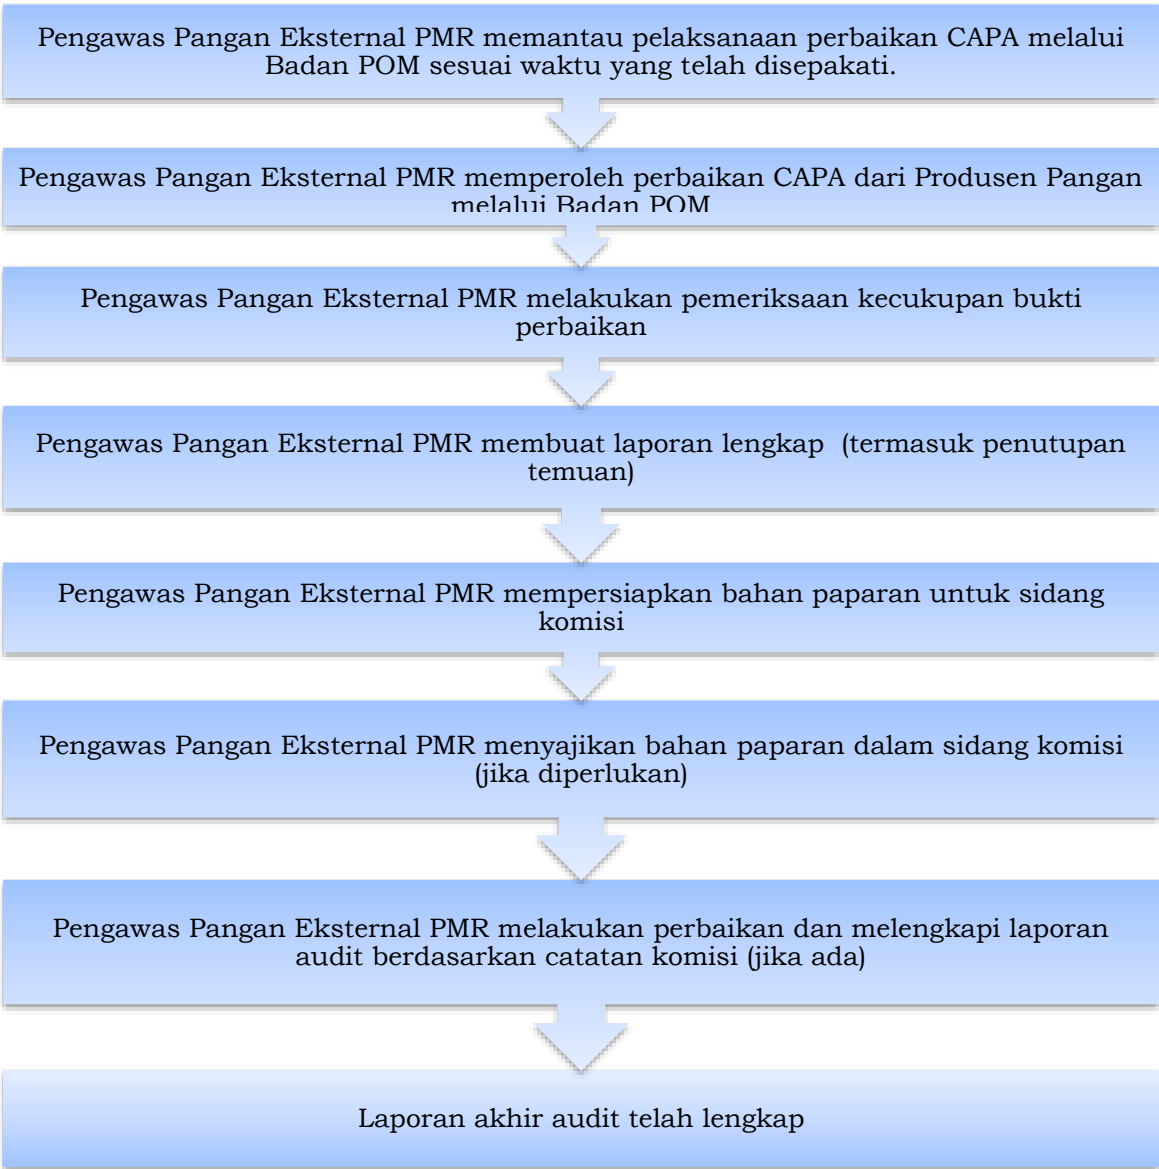 Pengawas Pangan Eksternal PMR memantau pelaksanaan perbaikan CAPA melalui
Badan POM sesuai waktu yang telah disepakati.
Pengawas Pangan Eksternal PMR memperoleh perbaikan CAPA dari Produsen Pangan
melalui Badan POM
Pengawas Pangan Eksternal PMR melakukan pemeriksaan kecukupan bukti
perbaikan
Pengawas Pangan Eksternal PMR membuat laporan lengkap  (termasuk penutupan
temuan)
Pengawas Pangan Eksternal PMR mempersiapkan bahan paparan untuk sidang
komisi
Pengawas Pangan Eksternal PMR menyajikan bahan paparan dalam sidang komisi
(jika diperlukan)
Pengawas Pangan Eksternal PMR melakukan perbaikan dan melengkapi laporan
audit berdasarkan catatan komisi (jika ada)
Laporan akhir audit telah lengkap